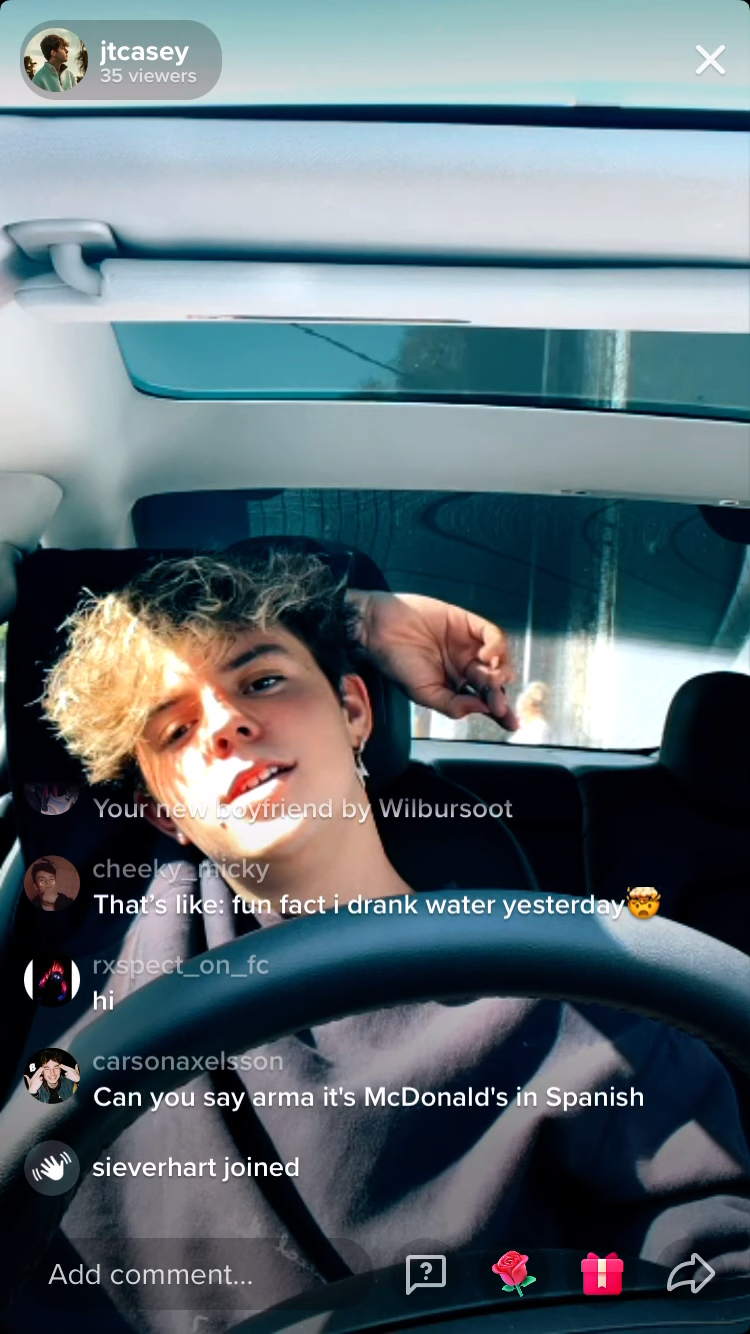 jtcasey
35 viewers
Your new boyfriend by Wilbursoot
cheeky_micky
That's like: fun fact i drank water yesterday🤯
rxspect_on_fc
hi
carsonaxelsson
Can you say arma it's McDonald's in Spanish
sieverhart joined
Add comment...